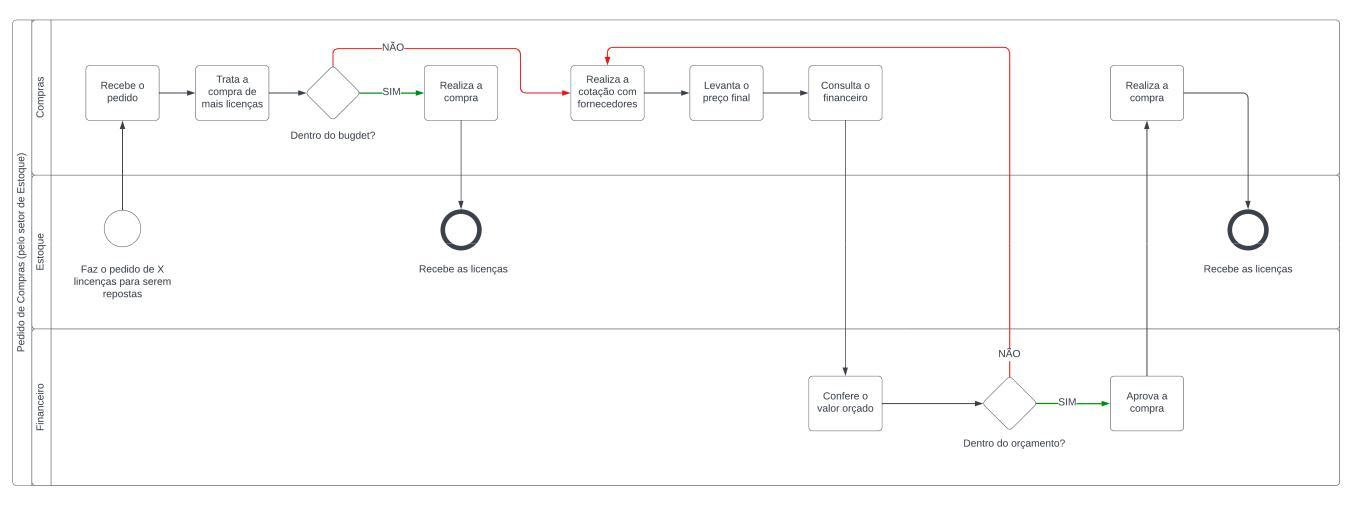 Pedido de Compras (pelo setor de Estoque)
Compras
Recebe o
pedido
Trata a
compra de
mais licenças
Dentro do bugdet?
NÃO
SIM
Realiza a
compra
Realiza a
cotação com
fornecedores
Levanta o
preço final
Consulta o
financeiro
Realiza a
compra
Estoque
Faz o pedido de X
lincenças para serem
repostas
Recebe as licenças
Recebe as licenças
Financeiro
Confere o
valor orçado
NÃO
Dentro do orçamento?
SIM
Aprova a
compra